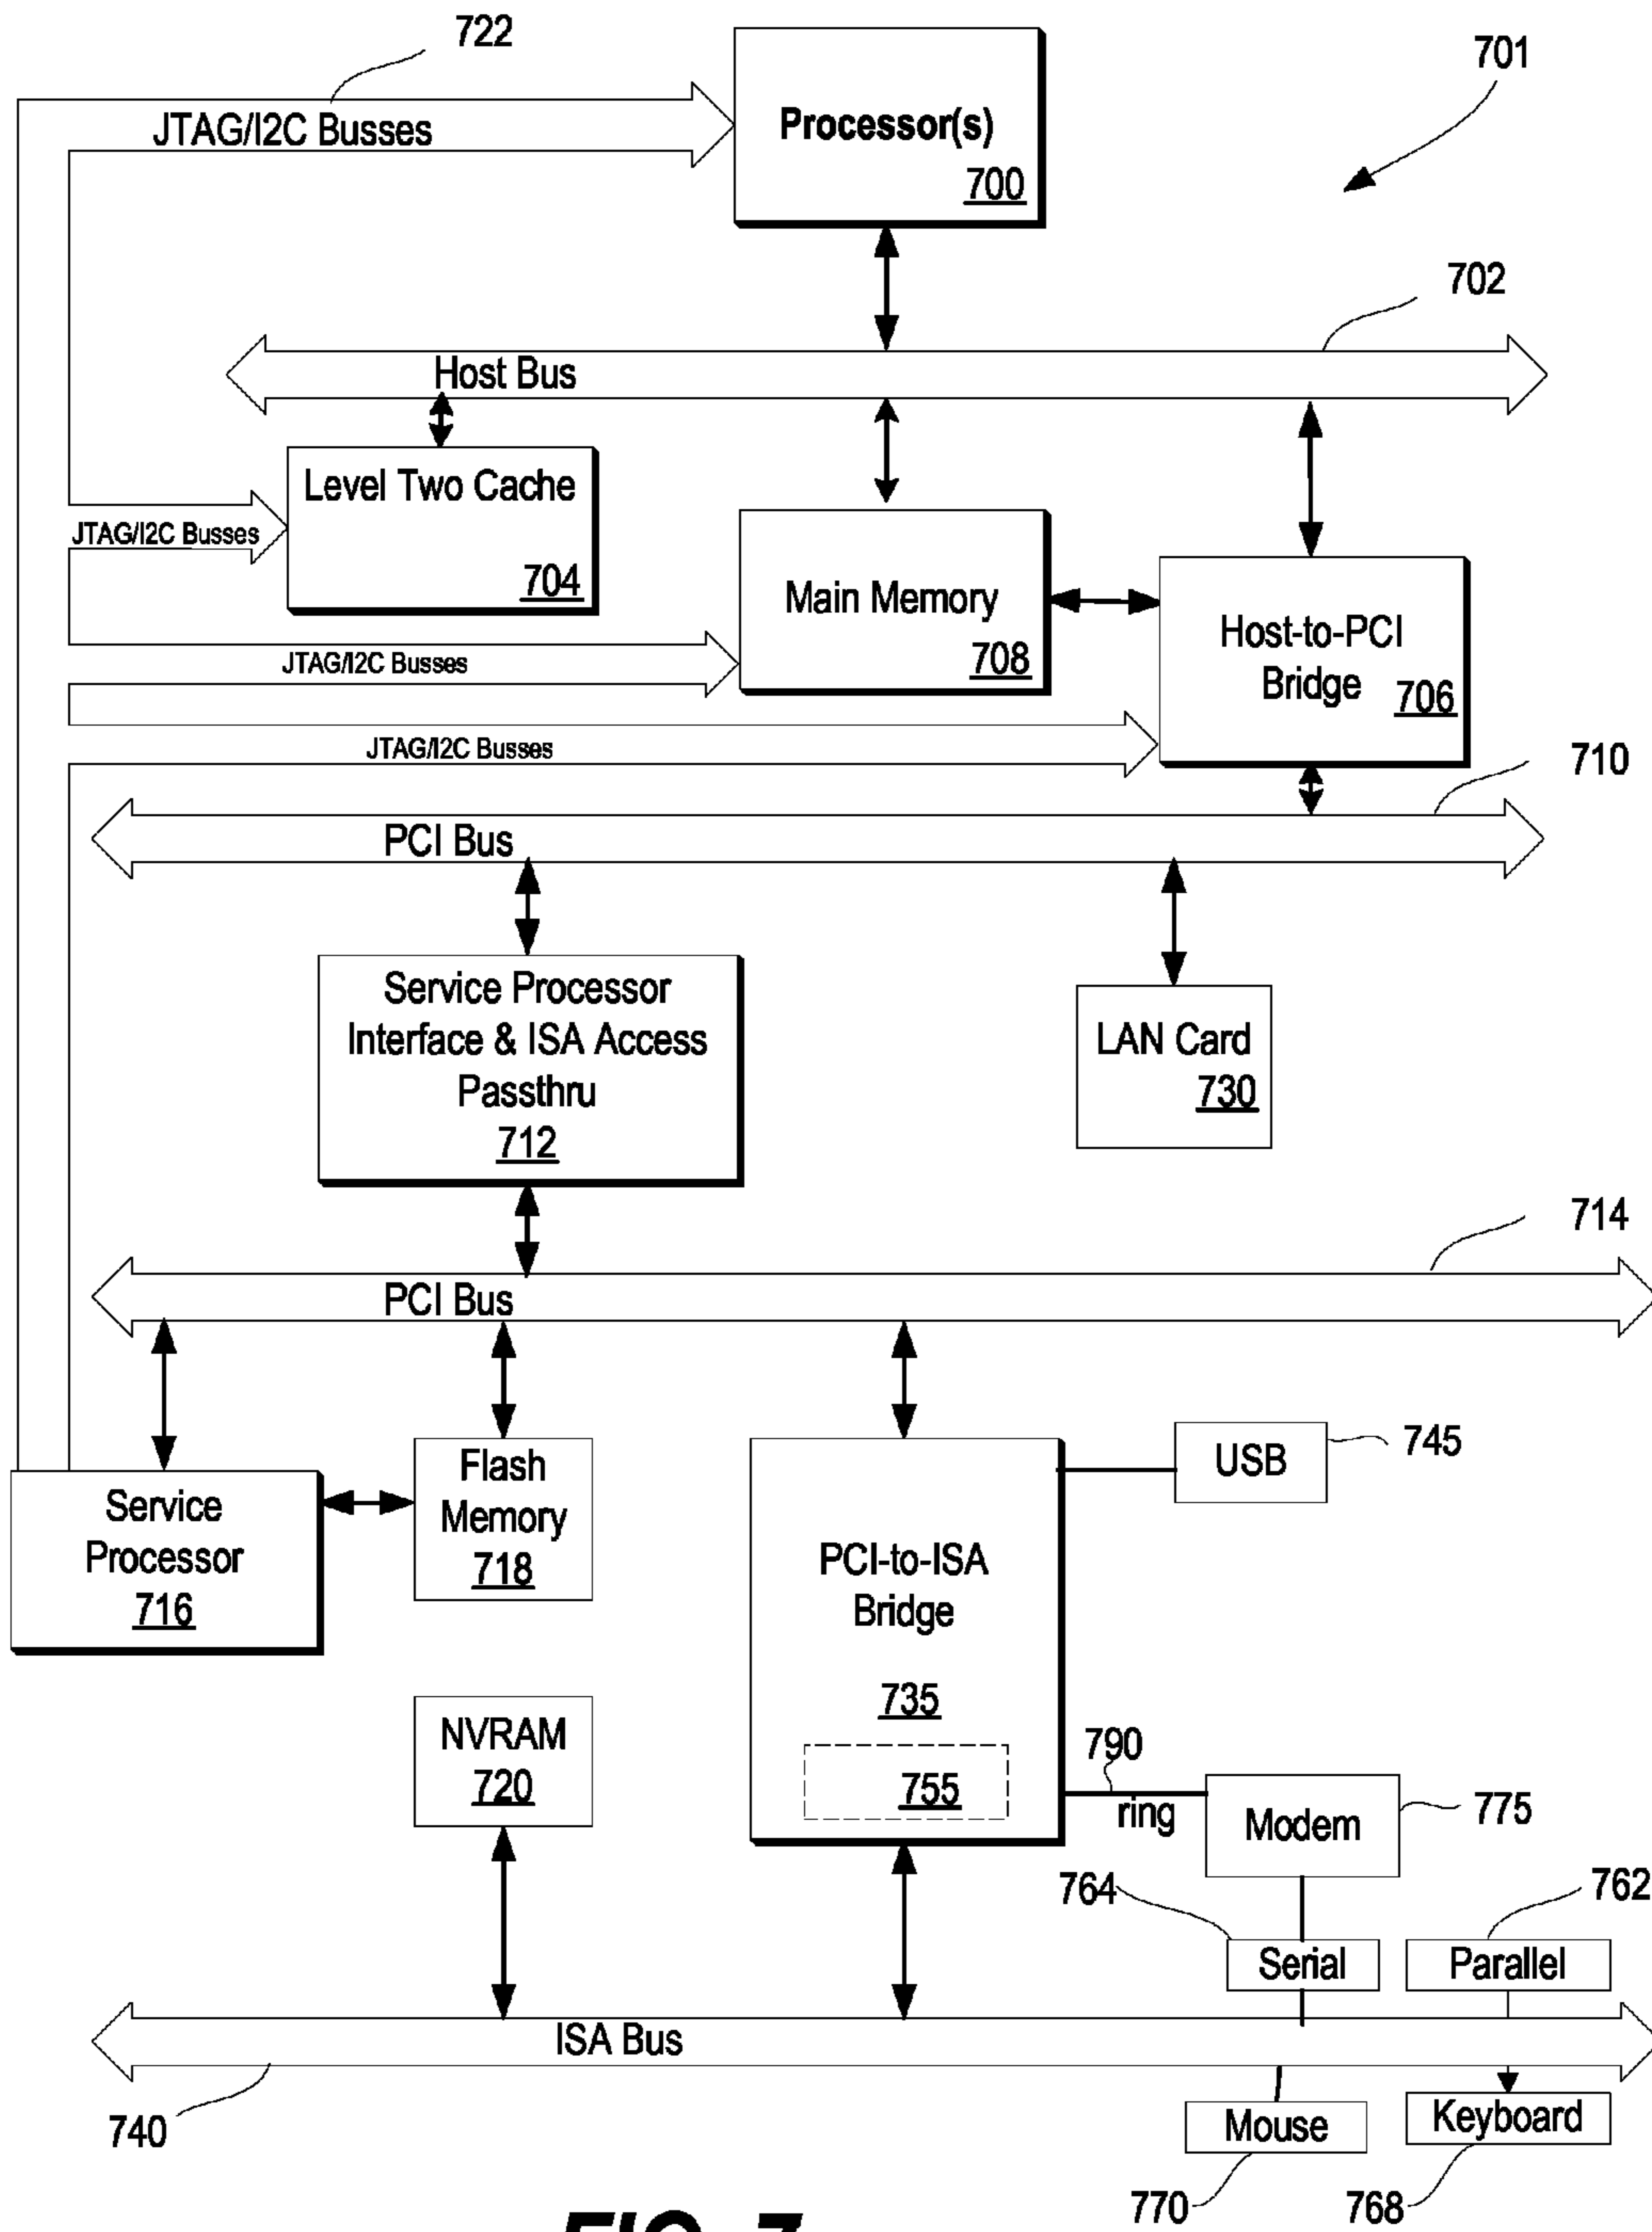 722
701
JTAG/I2C Busses
Processor(s)
700
702
Host Bus
Level Two Cache
704
JTAG/I2C Busses
Main Memory
708
Host-to-PCI
Bridge
706
JTAG/I2C Busses
JTAG/I2C Busses
710
PCI Bus
Service Processor
Interface & ISA Access
Passthru
712
LAN Card
730
714
PCI Bus
Service
Processor
716
Flash
Memory
718
PCI-to-ISA
Bridge
735
755
USB
745
NVRAM
720
790
ring
Modem
775
764
762
Serial
Parallel
ISA Bus
740
Mouse
Keyboard
770
768
FIG. 7